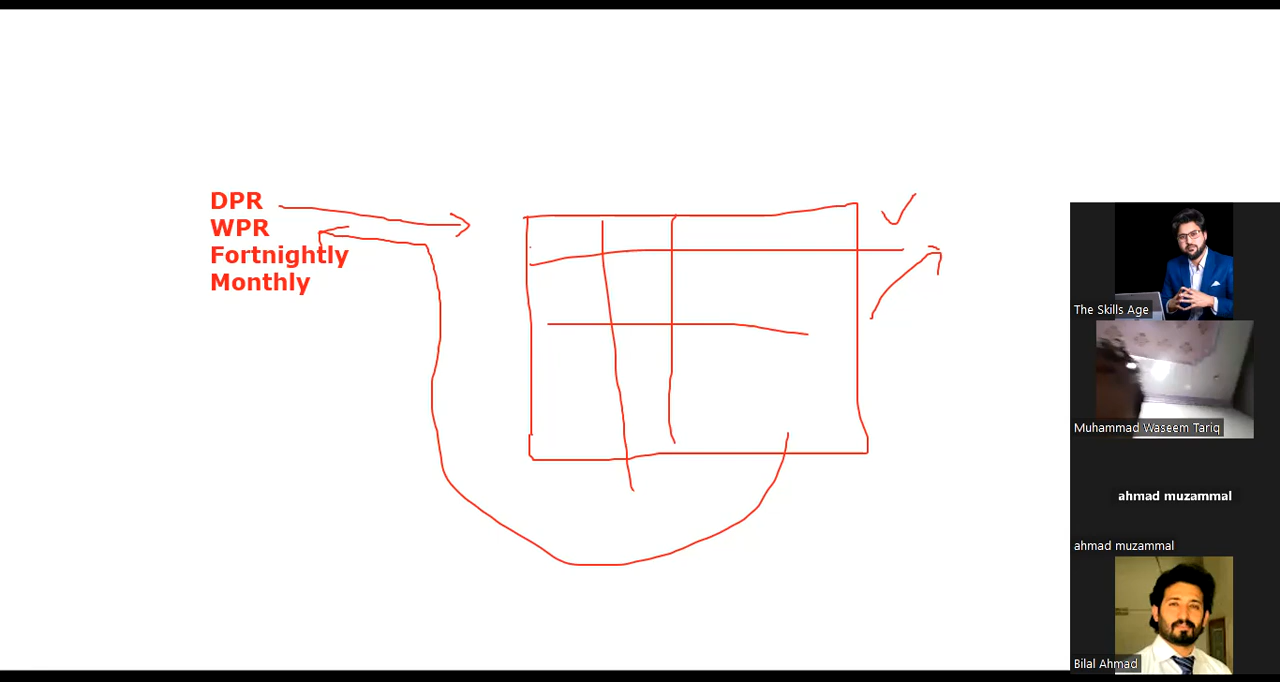 DPR
WPR
Fortnightly
Monthly
The Skills Age
Muhammad Waseem Tariq
ahmad muzammal
ahmad muzammal
Bilal Ahmad